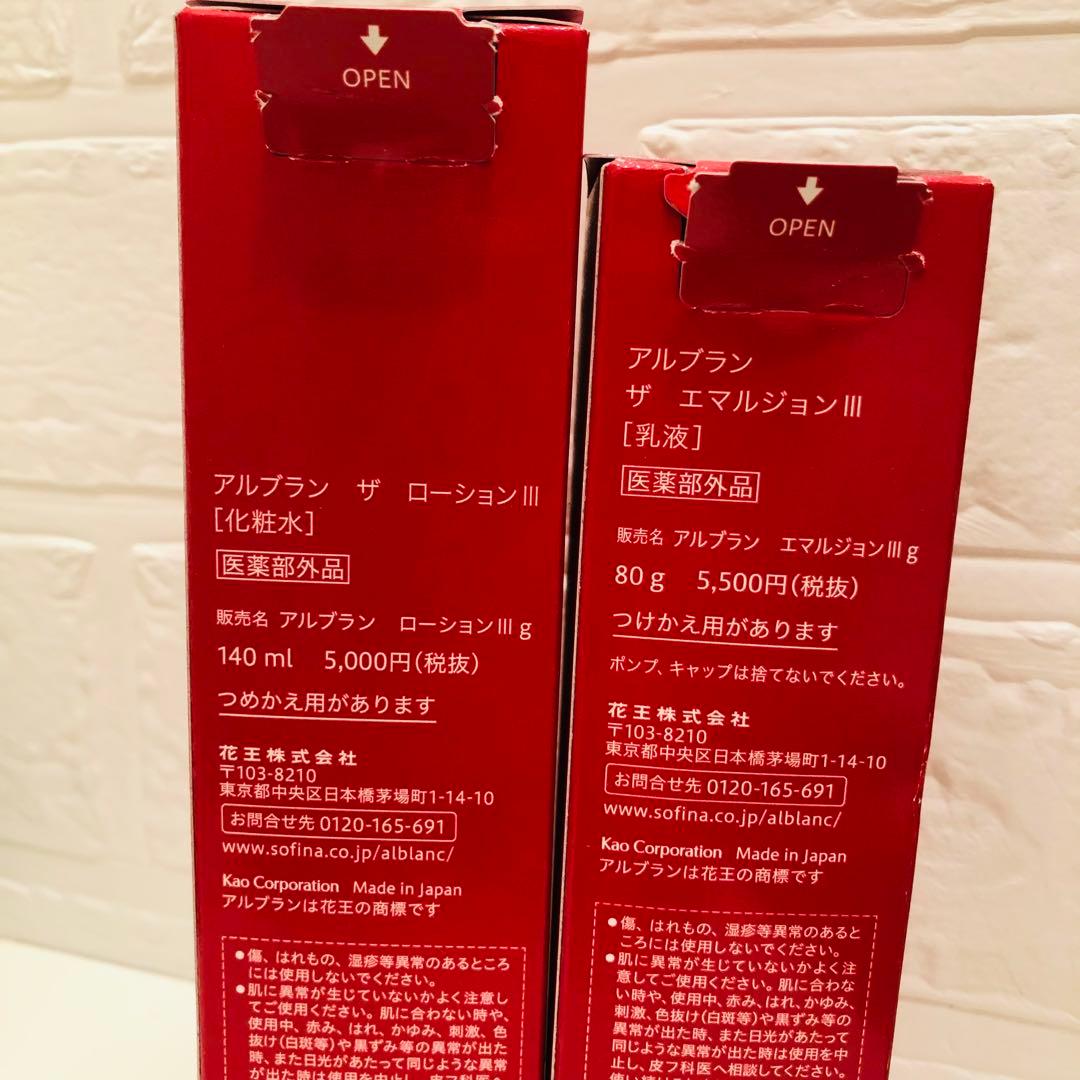 OPEN
アルブラン ザ ローションⅢ
[化粧水]
医薬部外品
販売名 アルブラン ローションⅢg
140 ml 5,000円(税抜)
つめかえ用があります
花王株式会社
〒103-8210
東京都中央区日本橋茅場町1-14-10
お問合せ先 0120-165-691
www.sofina.co.jp/alblanc/
Kao Corporation Made in Japan
アルブランは花王の商標です
●傷、はれもの、湿疹等異常のあるところ
には使用しないでください。
●肌に異常が生じていないかよく注意し
てご使用ください。肌に合わない時や、
使用中、赤み、はれ、かゆみ、刺激、色
抜け(白斑等)や黒ずみ等の異常が出た
時、また日光があたって同じような異常
が出た時は使用を中止し、皮フ科医へ
OPEN
アルブラン
ザ エマルジョンⅢ
[乳液]
医薬部外品
販売名 アルブラン エマルジョンⅢg
80 g 5,500円(税抜)
つけかえ用があります
ポンプ、キャップは捨てないでください。
花王株式会社
〒103-8210
東京都中央区日本橋茅場町1-14-10
お問合せ先 0120-165-691
www.sofina.co.jp/alblanc/
Kao Corporation Made in Japan
アルブランは花王の商標です
●傷、はれもの、湿疹等異常のあると
ころには使用しないでください。
●肌に異常が生じていないかよく注
意してご使用ください。肌に合わな
い時や、使用中、赤み、はれ、かゆみ、
刺激、色抜け(白斑等)や黒ずみ等の
異常が出た時、また日光があたって
同じような異常が出た時は使用を中
止し、皮フ科医へ相談してください。